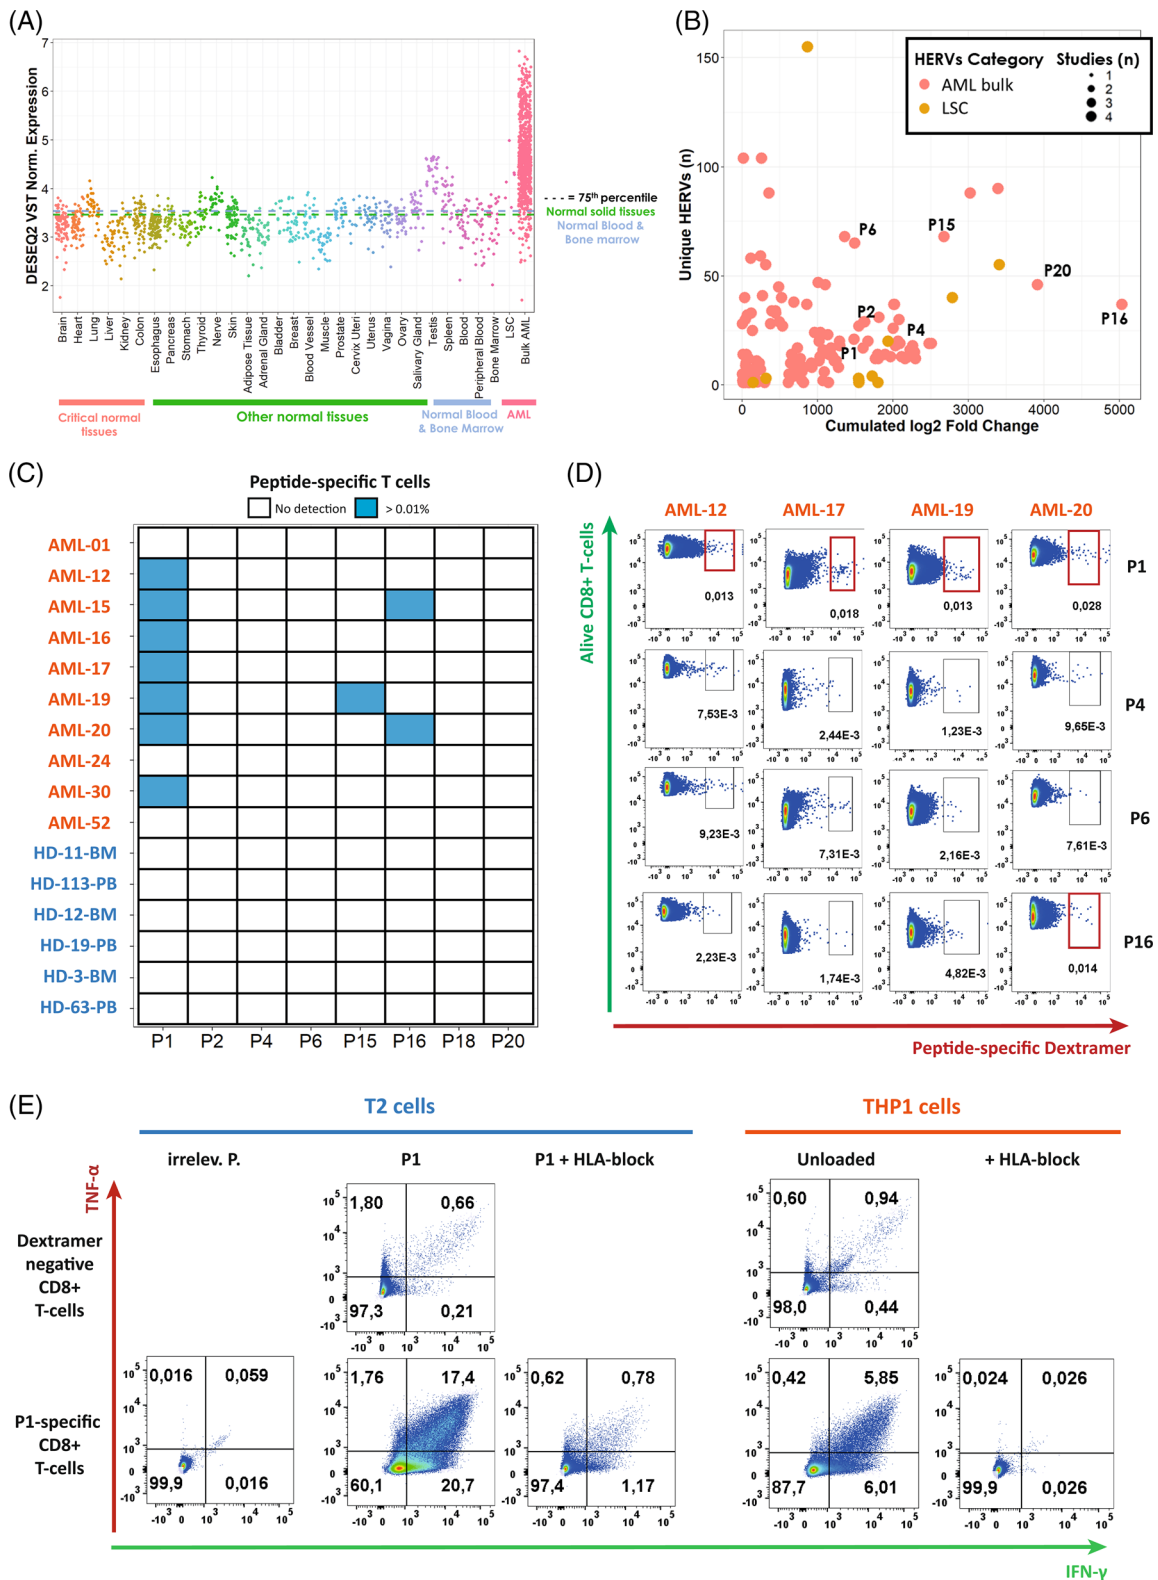 (A)
DESEQ2 VST Norm. Expression
7
6
5
4
3
2
- - - = 75th percentile
Normal solid tissues
Normal Blood &
Bone marrow
Brain
Heart
Lung
Liver
Kidney
Colon
Esophagus
Pancreas
Stomach
Thyroid
Nerve
Skin
Adipose Tissue
Adrenal Gland
Bladder
Breast
Blood Vessel
Muscle
Prostate
Cervix Uteri
Uterus
Vagina
Ovary
Salivary Gland
Testis
Spleen
Blood
Peripheral Blood
Bone Marrow
LSC
Bulk AML
Critical normal
tissues
Other normal tissues
Normal Blood
& Bone Marrow
AML
(B)
Unique HERVs (n)
150
100
50
0
HERVs Category
AML bulk
LSC
Studies (n)
1
2
3
4
P6
P15
P20
P16
P2
P4
P1
0 1000 2000 3000 4000 5000
Cumulated log2 Fold Change
(C)
Peptide-specific T cells
No detection > 0.01%
AML-01
AML-12
AML-15
AML-16
AML-17
AML-19
AML-20
AML-24
AML-30
AML-52
HD-11-BM
HD-113-PB
HD-12-BM
HD-19-PB
HD-3-BM
HD-63-PB
P1 P2 P4 P6 P15 P16 P18 P20
(D)
AML-12 AML-17 AML-19 AML-20
Alive CD8+ T-cells
0,013 0,018 0,013 0,028 P1
7,53E-3 2,44E-3 1,23E-3 9,65E-3 P4
9,23E-3 7,31E-3 2,16E-3 7,61E-3 P6
2,23E-3 1,74E-3 4,82E-3 0,014 P16
Peptide-specific Dextramer
(E)
T2 cells THP1 cells
irrelev. P. P1 P1 + HLA-block Unloaded + HLA-block
TNF-α
Dextramer
negative
CD8+
T-cells
1,80 0,66
97,3 0,21
0,60 0,94
98,0 0,44
P1-specific
CD8+
T-cells
0,016 0,059
99,9 0,016
1,76 17,4
60,1 20,7
0,62 0,78
97,4 1,17
0,42 5,85
87,7 6,01
0,024 0,026
99,9 0,026
IFN-γ